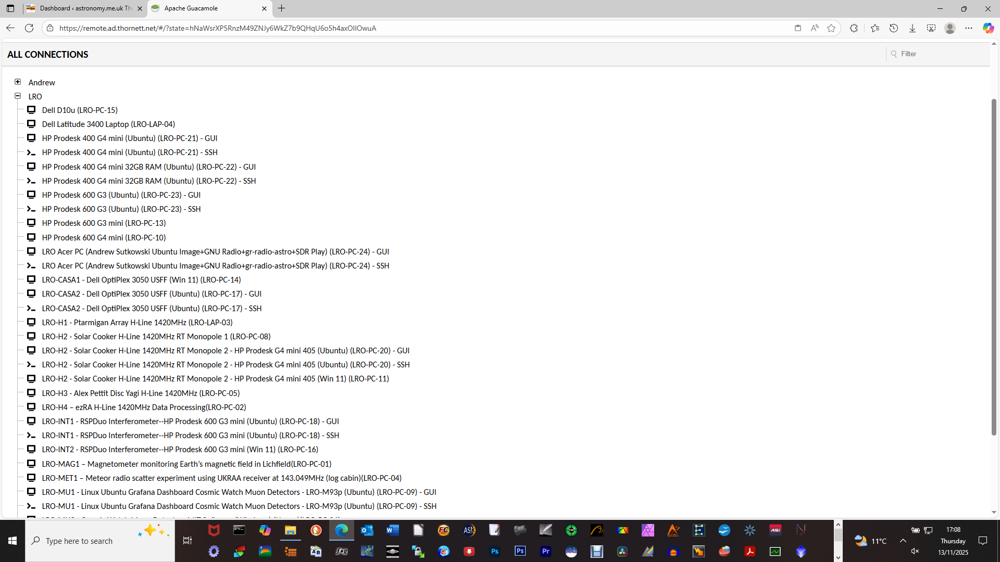 Dashboard ‹ astronomy.me.uk Th
Apache Guacamole
https://remote.ad.thornett.net/#/?state=hNaWsrXP5RnzM49ZNJy6WkZ7b9QHqU6o5h4axOIlOwuA
ALL CONNECTIONS
Filter
Andrew
LRO
Dell D10u (LRO-PC-15)
Dell Latitude 3400 Laptop (LRO-LAP-04)
HP Prodesk 400 G4 mini (Ubuntu) (LRO-PC-21) - GUI
HP Prodesk 400 G4 mini (Ubuntu) (LRO-PC-21) - SSH
HP Prodesk 400 G4 mini 32GB RAM (Ubuntu) (LRO-PC-22) - GUI
HP Prodesk 400 G4 mini 32GB RAM (Ubuntu) (LRO-PC-22) - SSH
HP Prodesk 600 G3 (Ubuntu) (LRO-PC-23) - GUI
HP Prodesk 600 G3 (Ubuntu) (LRO-PC-23) - SSH
HP Prodesk 600 G3 mini (LRO-PC-13)
HP Prodesk 600 G4 mini (LRO-PC-10)
LRO Acer PC (Andrew Sutkowski Ubuntu Image+GNU Radio+gr-radio-astro+SDR Play) (LRO-PC-24) - GUI
LRO Acer PC (Andrew Sutkowski Ubuntu Image+GNU Radio+gr-radio-astro+SDR Play) (LRO-PC-24) - SSH
LRO-CASA1 - Dell OptiPlex 3050 USFF (Win 11) (LRO-PC-14)
LRO-CASA2 - Dell OptiPlex 3050 USFF (Ubuntu) (LRO-PC-17) - GUI
LRO-CASA2 - Dell OptiPlex 3050 USFF (Ubuntu) (LRO-PC-17) - SSH
LRO-H1 - Ptarmigan Array H-Line 1420MHz (LRO-LAP-03)
LRO-H2 - Solar Cooker H-Line 1420MHz RT Monopole 1 (LRO-PC-08)
LRO-H2 - Solar Cooker H-Line 1420MHz RT Monopole 2 - HP Prodesk G4 mini 405 (Ubuntu) (LRO-PC-20) - GUI
LRO-H2 - Solar Cooker H-Line 1420MHz RT Monopole 2 - HP Prodesk G4 mini 405 (Ubuntu) (LRO-PC-20) - SSH
LRO-H2 - Solar Cooker H-Line 1420MHz RT Monopole 2 - HP Prodesk G4 mini 405 (Win 11) (LRO-PC-11)
LRO-H3 - Alex Pettit Disc Yagi H-Line 1420MHz (LRO-PC-05)
LRO-H4 – ezRA H-Line 1420MHz Data Processing(LRO-PC-02)
LRO-INT1 - RSPDuo Interferometer--HP Prodesk 600 G3 mini (Ubuntu) (LRO-PC-18) - GUI
LRO-INT1 - RSPDuo Interferometer--HP Prodesk 600 G3 mini (Ubuntu) (LRO-PC-18) - SSH
LRO-INT2 - RSPDuo Interferometer--HP Prodesk 600 G3 mini (Win 11) (LRO-PC-16)
LRO-MAG1 – Magnetometer monitoring Earth’s magnetic field in Lichfield(LRO-PC-01)
LRO-MET1 – Meteor radio scatter experiment using UKRAA receiver at 143.049MHz (log cabin)(LRO-PC-04)
LRO-MU1 - Linux Ubuntu Grafana Dashboard Cosmic Watch Muon Detectors - LRO-M93p (Ubuntu) (LRO-PC-09) - GUI
LRO-MU1 - Linux Ubuntu Grafana Dashboard Cosmic Watch Muon Detectors - LRO-M93p (Ubuntu) (LRO-PC-09) - SSH
Type here to search
AS!
ASI
Ps
Ps
Pr
11°C
17:08
Thursday
13/11/2025